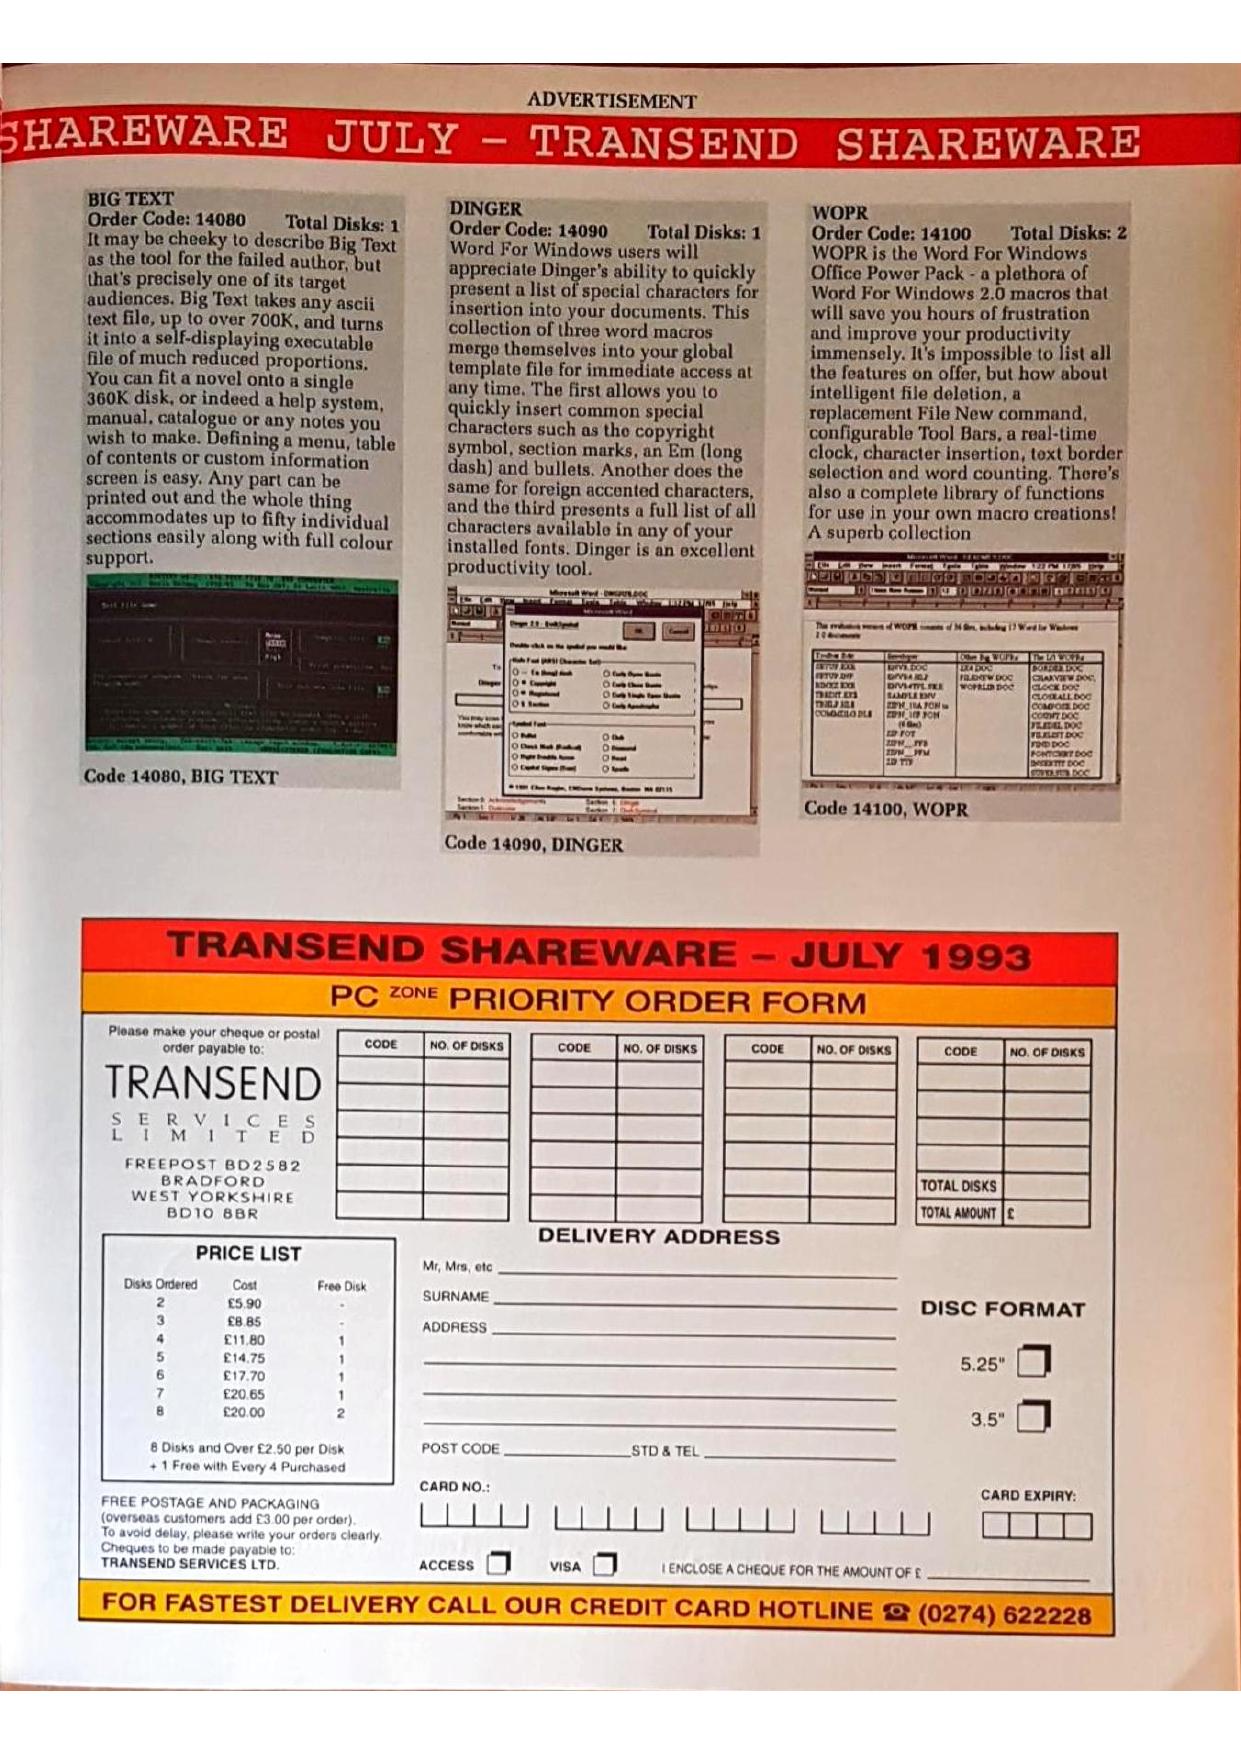 ADVERTISEMENT
SHAREWARE JULY – TRANSEND SHAREWARE
BIG TEXT
Order Code: 14080 Total Disks: 1
It may be cheeky to describe Big Text
as the tool for the failed author, but
that's precisely one of its target
audiences. Big Text takes any ascii
text file, up to over 700K, and turns
it into a self-displaying executable
file of much reduced proportions.
You can fit a novel onto a single
360K disk, or indeed a help system,
manual, catalogue or any notes you
wish to make. Defining a menu, table
of contents or custom information
screen is easy. Any part can be
printed out and the whole thing
accommodates up to fifty individual
sections easily along with full colour
support.
Code 14080, BIG TEXT
DINGER
Order Code: 14090 Total Disks: 1
Word For Windows users will
appreciate Dinger's ability to quickly
present a list of special characters for
insertion into your documents. This
collection of three word macros
merge themselves into your global
template file for immediate access at
any time. The first allows you to
quickly insert common special
characters such as the copyright
symbol, section marks, an Em (long
dash) and bullets. Another does the
same for foreign accented characters,
and the third presents a full list of all
characters available in any of your
installed fonts. Dinger is an excellent
productivity tool.
Code 14090, DINGER
WOPR
Order Code: 14100 Total Disks: 2
WOPR is the Word For Windows
Office Power Pack - a plethora of
Word For Windows 2.0 macros that
will save you hours of frustration
and improve your productivity
immensely. It's impossible to list all
the features on offer, but how about
intelligent file deletion, a
replacement File New command,
configurable Tool Bars, a real-time
clock, character insertion, text border
selection and word counting. There's
also a complete library of functions
for use in your own macro creations!
A superb collection
Code 14100, WOPR
TRANSEND SHAREWARE – JULY 1993
PC ZONE PRIORITY ORDER FORM
Please make your cheque or postal
order payable to:
TRANSEND
SERVICES
LIMITED
FREEPOST BD2582
BRADFORD
WEST YORKSHIRE
BD10 8BR
CODE NO. OF DISKS CODE NO. OF DISKS CODE NO. OF DISKS CODE NO. OF DISKS
TOTAL DISKS
TOTAL AMOUNT £
PRICE LIST
Disks Ordered Cost Free Disk
2 £5.90 -
3 £8.85 -
4 £11.80 1
5 £14.75 1
6 £17.70 1
7 £20.65 1
8 £20.00 2
8 Disks and Over £2.50 per Disk
+ 1 Free with Every 4 Purchased
FREE POSTAGE AND PACKAGING
(overseas customers add £3.00 per order).
To avoid delay, please write your orders clearly.
Cheques to be made payable to:
TRANSEND SERVICES LTD.
DELIVERY ADDRESS
Mr, Mrs, etc
SURNAME
ADDRESS
POST CODE STD & TEL
DISC FORMAT
5.25"
3.5"
CARD NO.:
CARD EXPIRY:
ACCESS VISA I ENCLOSE A CHEQUE FOR THE AMOUNT OF £
FOR FASTEST DELIVERY CALL OUR CREDIT CARD HOTLINE ☎ (0274) 622228